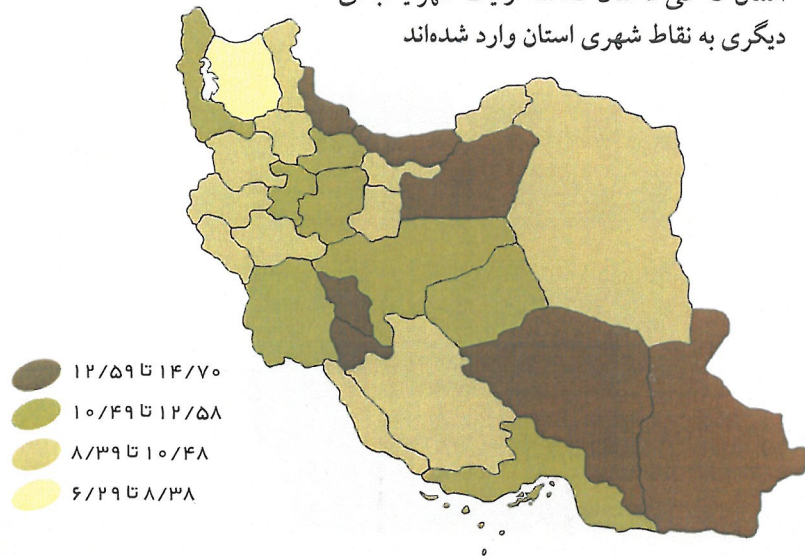 دیگری به نقاط شهری استان وارد شده‌اند
۱۲/۵۹ تا ۱۴/۷۰
۱۰/۴۹ تا ۱۲/۵۸
۸/۳۹ تا ۱۰/۴۸
۶/۲۹ تا ۸/۳۸